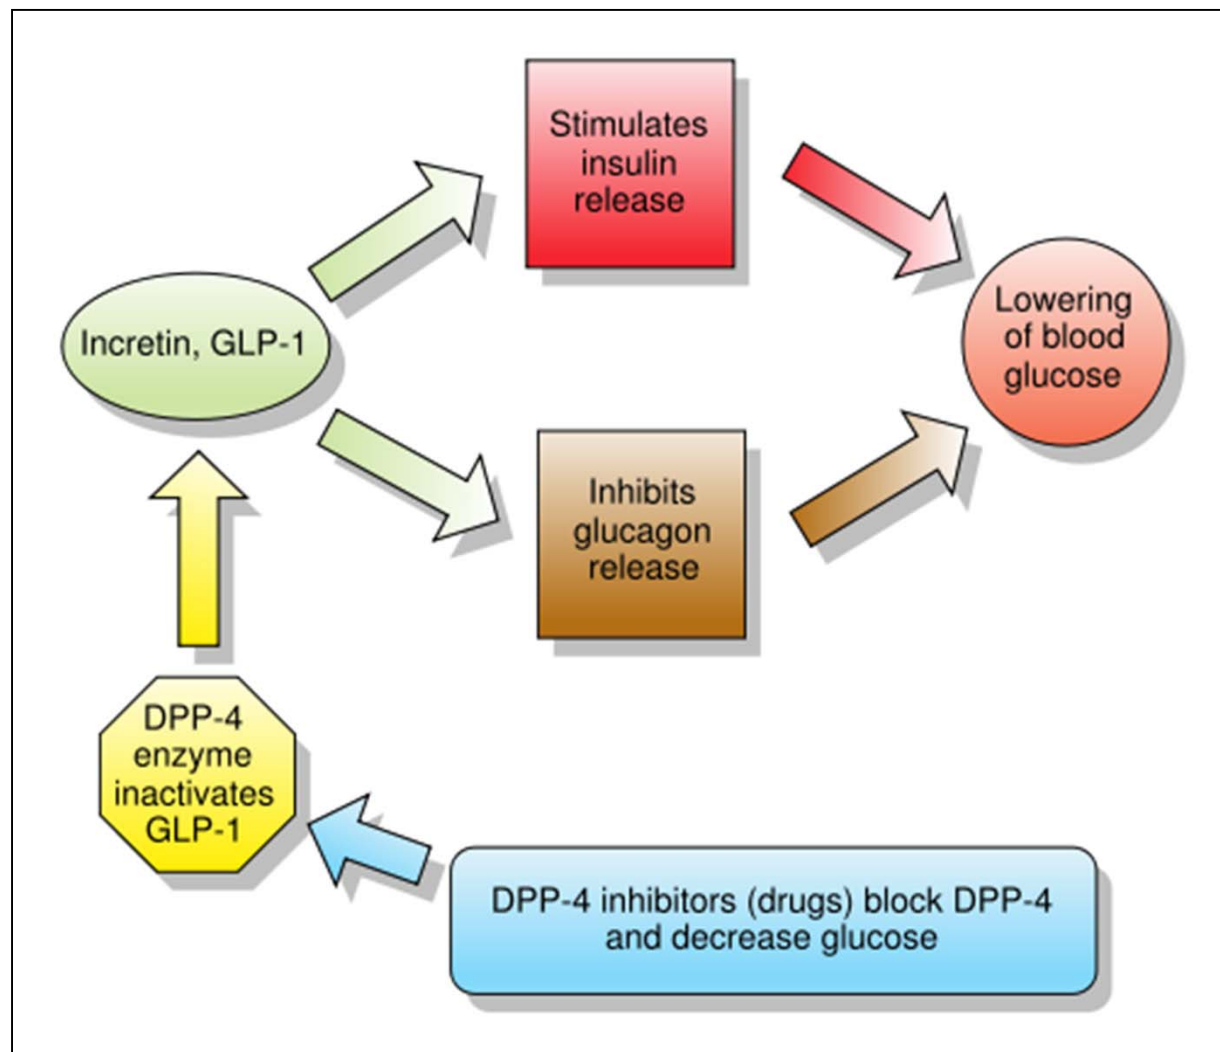 Stimulates
insulin
release
Incretin, GLP-1
Lowering
of blood
glucose
Inhibits
glucagon
release
DPP-4
enzyme
inactivates
GLP-1
DPP-4 inhibitors (drugs) block DPP-4
and decrease glucose